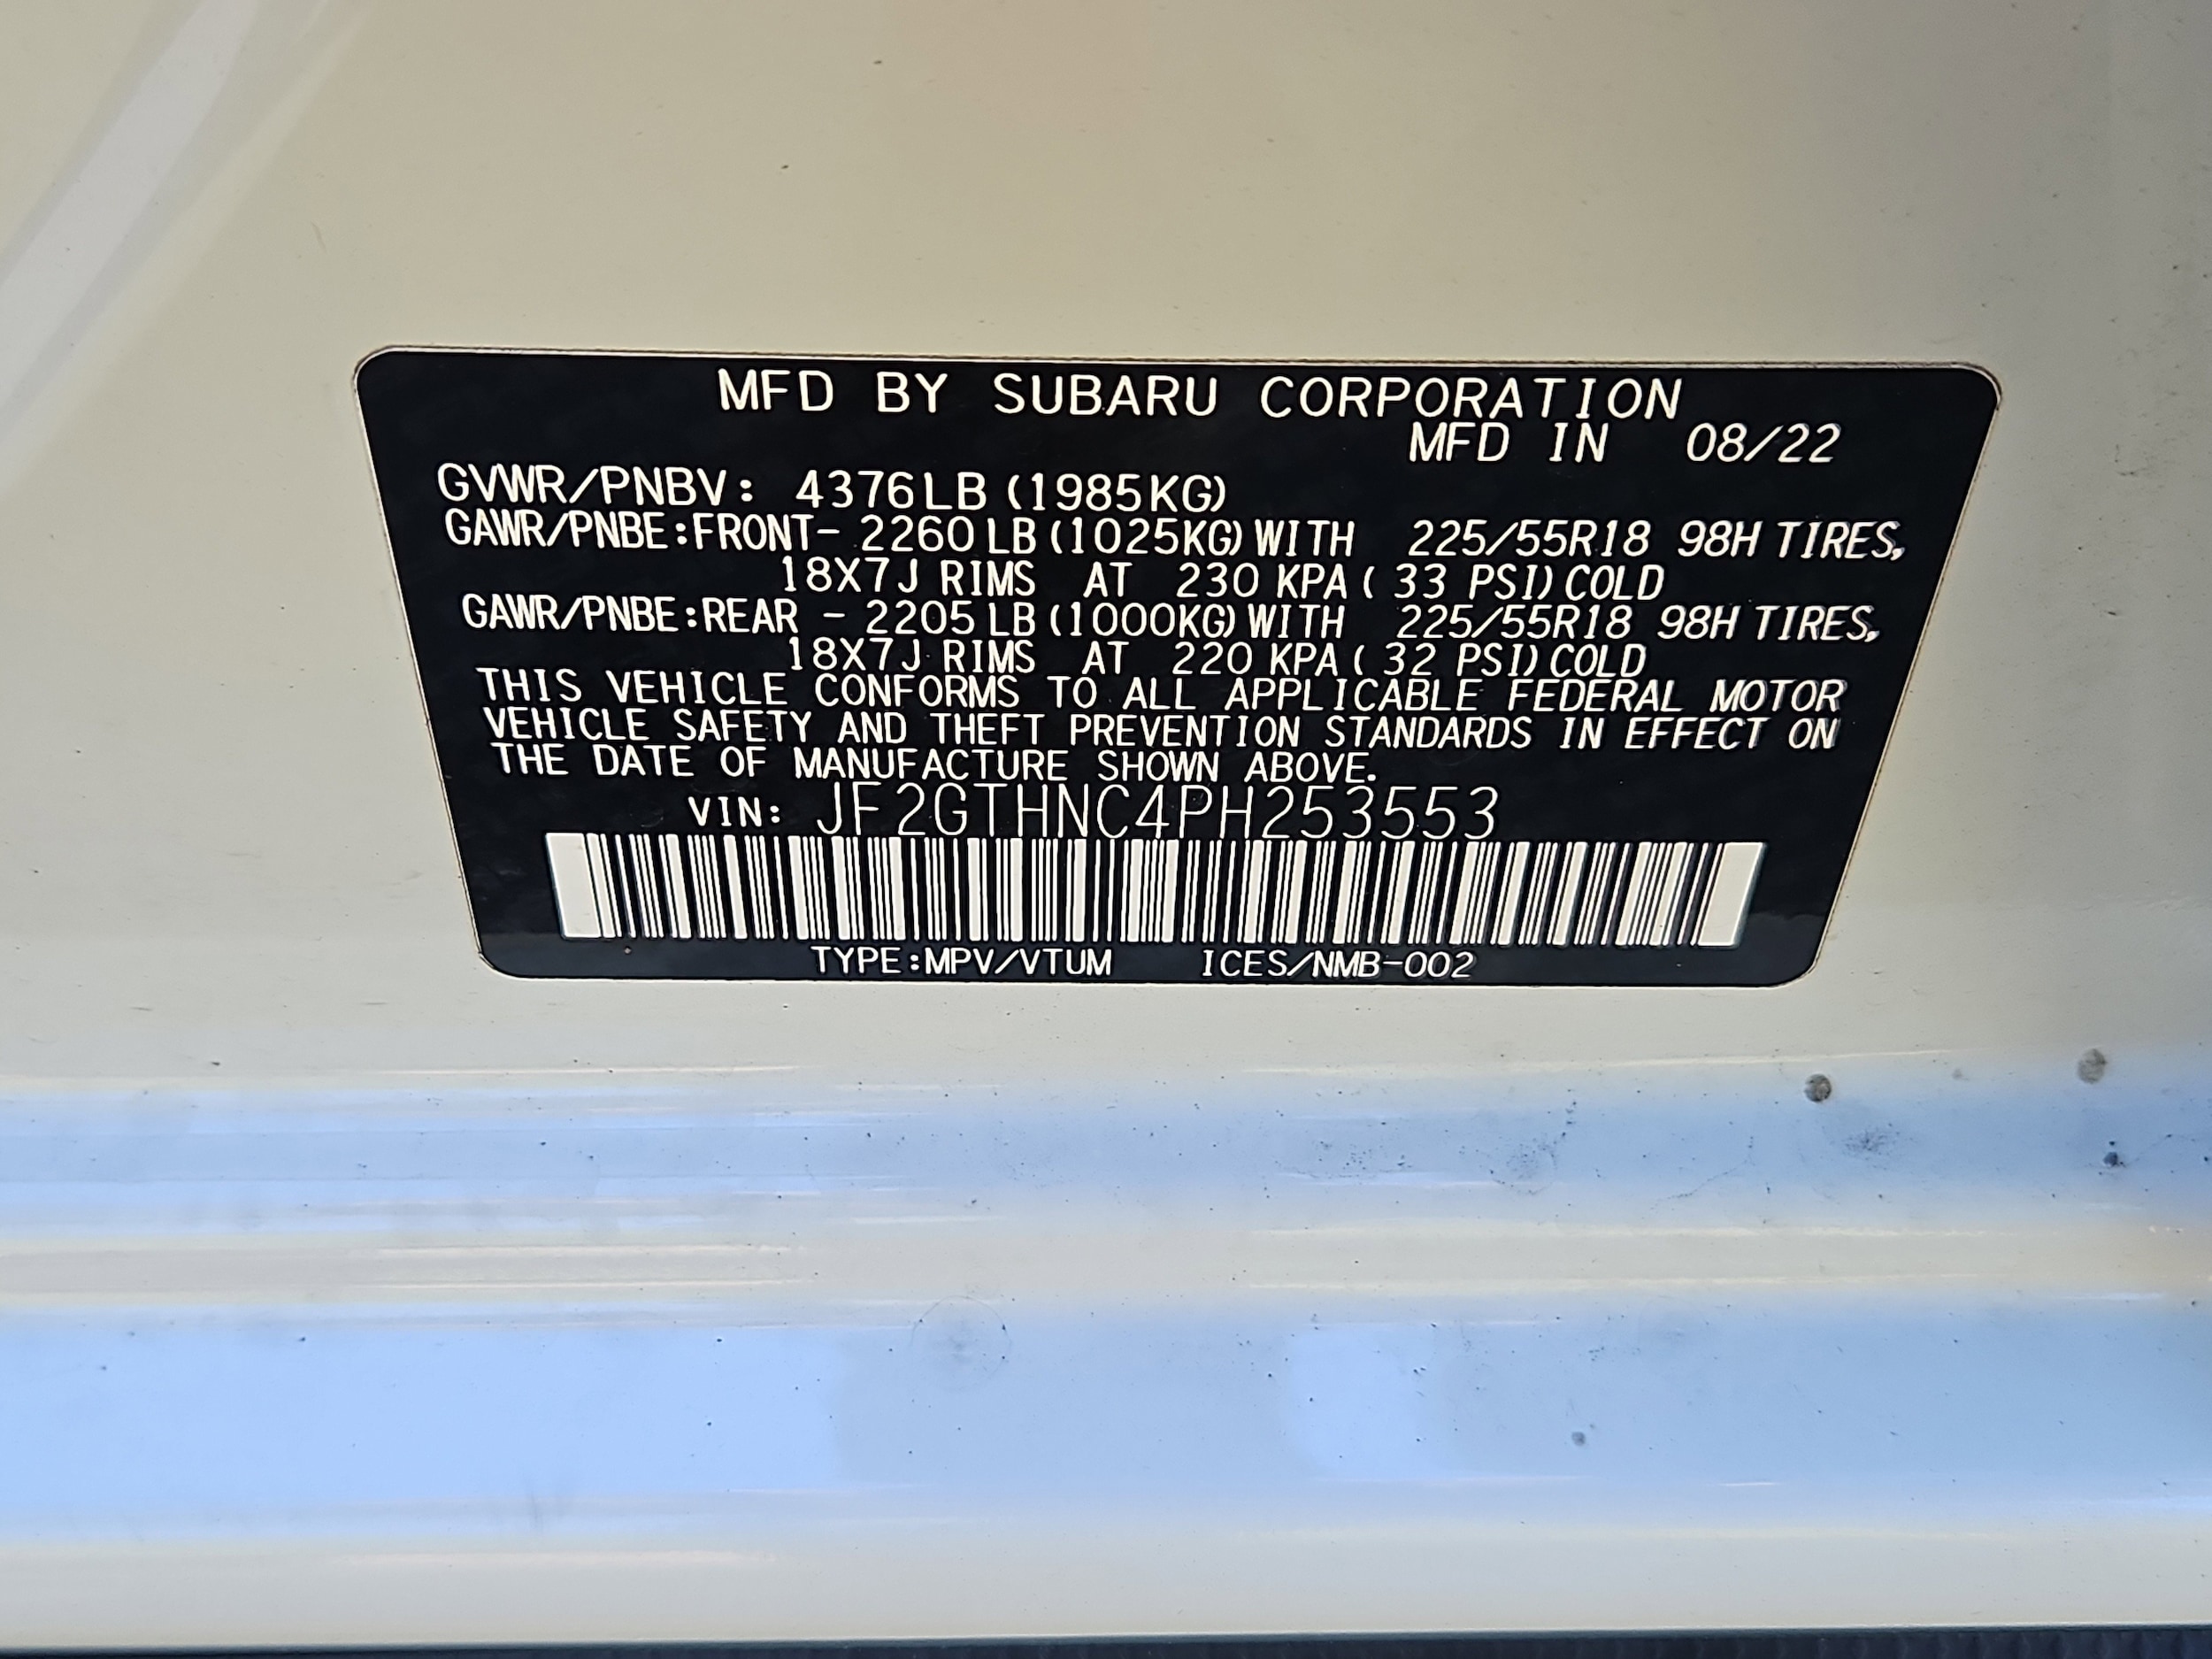 MFD BY SUBARU CORPORATION
MFD IN 08/22
GVWR/PNBV: 4376LB (1985KG)
GAWR/PNBE:FRONT- 2260 LB (1025KG) WITH 225/55R18 98H TIRES,
18X7J RIMS AT 230 KPA ( 33 PSI) COLD
GAWR/PNBE:REAR - 2205 LB (1000KG) WITH 225/55R18 98H TIRES,
18X7J RIMS AT 220 KPA ( 32 PSI) COLD
THIS VEHICLE CONFORMS TO ALL APPLICABLE FEDERAL MOTOR
VEHICLE SAFETY AND THEFT PREVENTION STANDARDS IN EFFECT ON
THE DATE OF MANUFACTURE SHOWN ABOVE.
VIN: JF2GTHNC4PH253553
TYPE:MPV/VTUM ICES/NMB-002